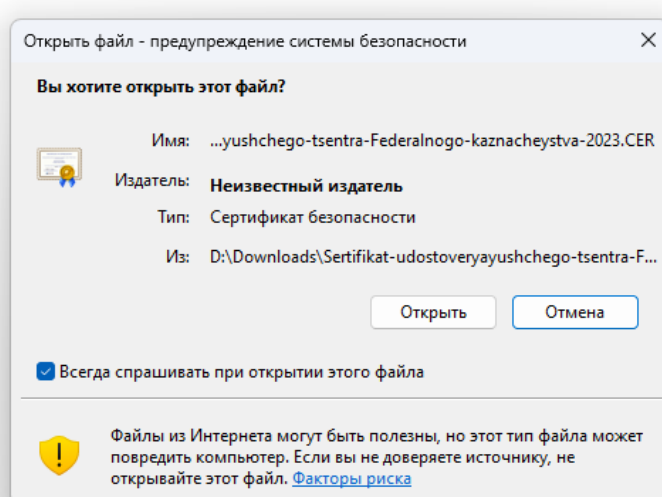 Открыть файл - предупреждение системы безопасности
Вы хотите открыть этот файл?
Имя: ...yushchego-tsentra-Federalnogo-kaznacheystva-2023.CER
Издатель: Неизвестный издатель
Тип: Сертификат безопасности
Из: D:\Downloads\Sertifikat-udostoveryayushchego-tsentra-F...
Открыть Отмена
Всегда спрашивать при открытии этого файла
Файлы из Интернета могут быть полезны, но этот тип файла может
повредить компьютер. Если вы не доверяете источнику, не
открывайте этот файл. Факторы риска